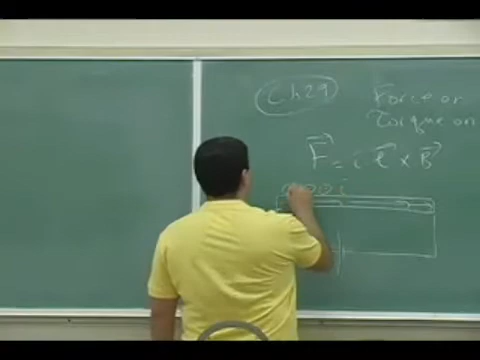 Ch 29
Force on
Torque on
F = i ℓ × B
i